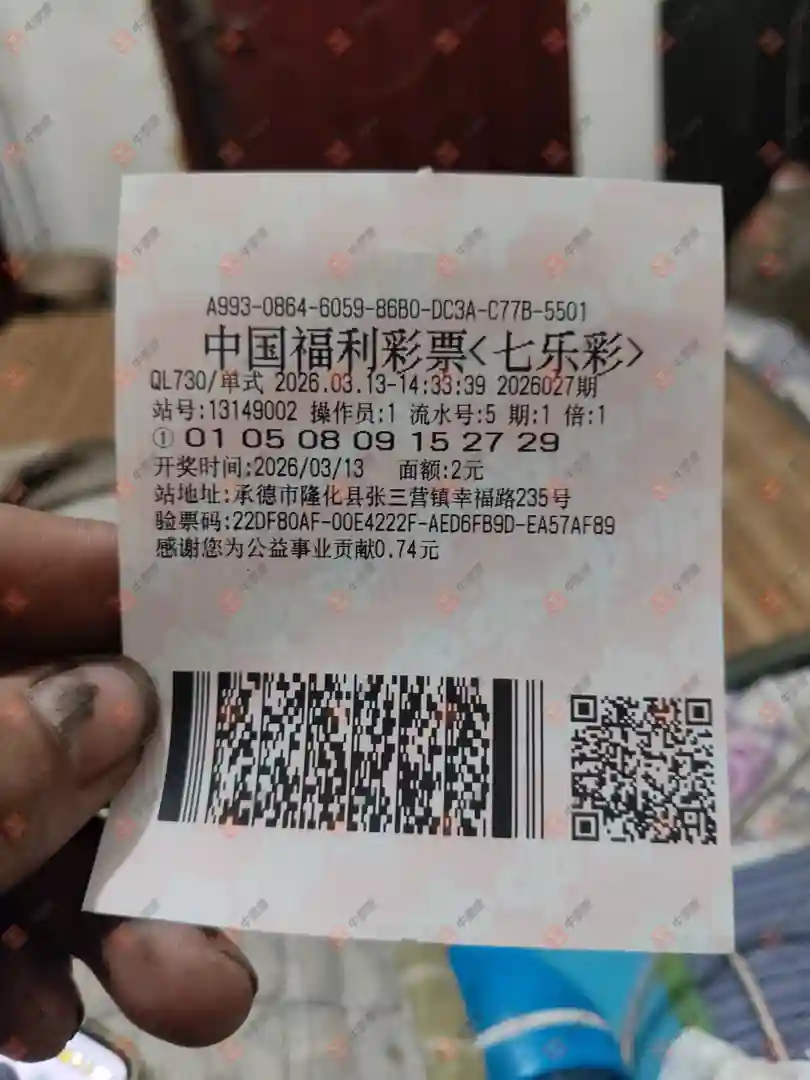 A993-0864-6059-86B0-DC3A-C77B-5501
中国福利彩票<七乐彩>
QL730/单式 2026.03.13-14:33:39 2026027期
站号:13149002 操作员:1 流水号:5 期:1 倍:1
① 01 05 08 09 15 27 29
开奖时间:2026/03/13 面额:2元
站地址:承德市隆化县张三营镇幸福路235号
验票码:22DF80AF-00E4222F-AED6FB9D-EA57AF89
感谢您为公益事业贡献0.74元